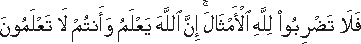 فَلَا تَضْرِبُوا۟ لِلَّهِ ٱلْأَمْثَالَ ۚ إِنَّ ٱللَّهَ يَعْلَمُ وَأَنتُمْ لَا تَعْلَمُونَ